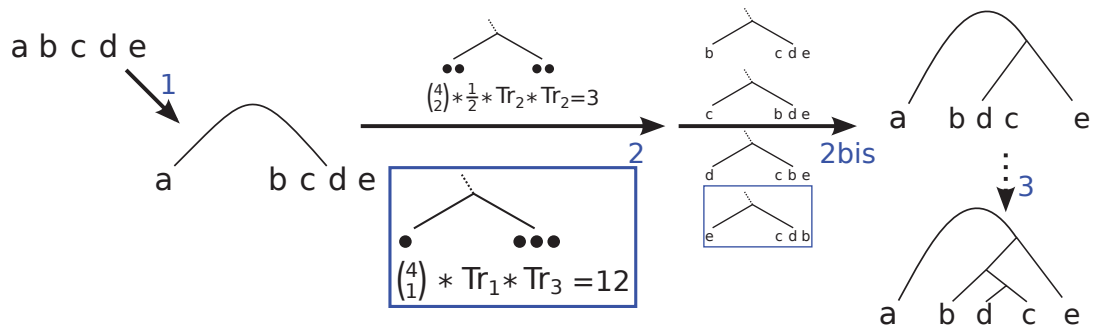 a b c d e
1
a b c d e
(4 2) * 1/2 * Tr₂ * Tr₂ = 3
2
(4 1) * Tr₁ * Tr₃ = 12
b c d e
c b d e
d c b e
e c d b
2bis
a b d c e
3
a b d c e